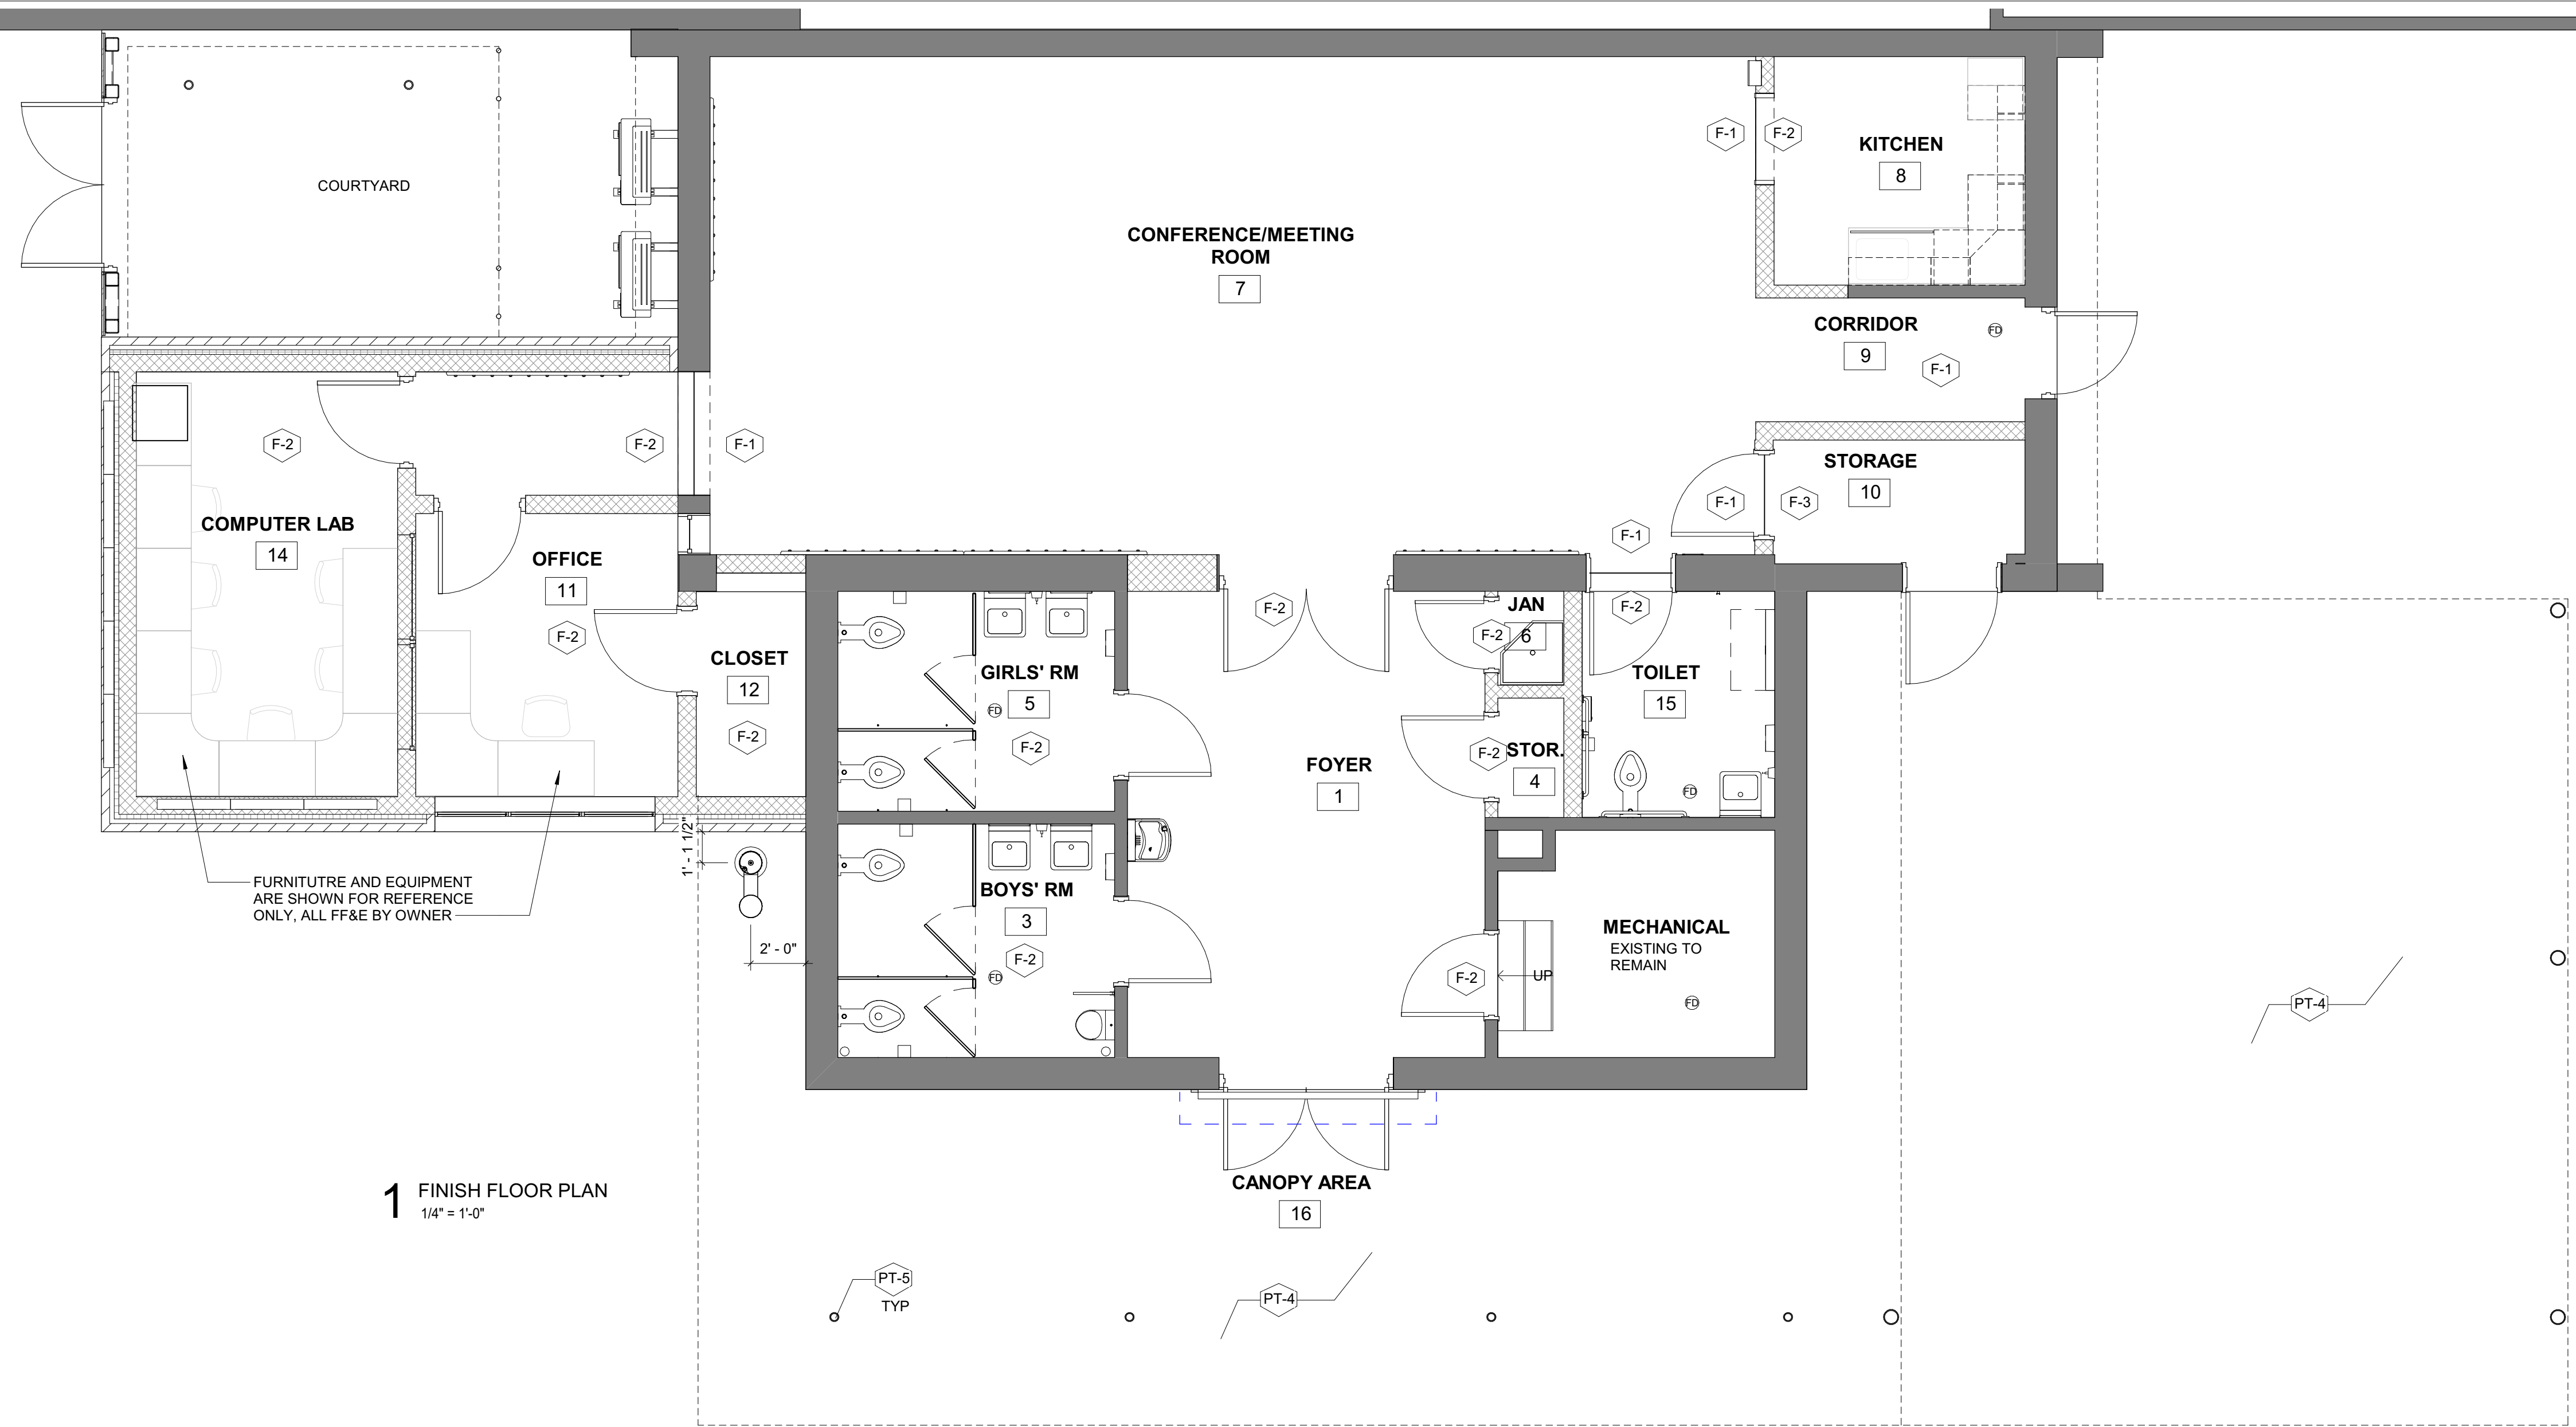 COURTYARD
F-1
F-2
KITCHEN
8
CONFERENCE/MEETING
ROOM
7
CORRIDOR
9
FD
F-1
F-2
F-2
F-1
STORAGE
10
F-1
F-3
F-1
COMPUTER LAB
14
OFFICE
11
F-2
CLOSET
12
F-2
GIRLS' RM
5
FD
F-2
F-2
JAN
F-2
6
F-2
TOILET
15
FD
F-2
STOR.
4
FOYER
1
1' - 1 1/2"
2' - 0"
FURNITUTRE AND EQUIPMENT
ARE SHOWN FOR REFERENCE
ONLY, ALL FF&E BY OWNER
BOYS' RM
3
F-2
FD
MECHANICAL
EXISTING TO
REMAIN
F-2
UP
FD
PT-4
CANOPY AREA
16
1 FINISH FLOOR PLAN
1/4" = 1'-0"
PT-5
TYP
PT-4